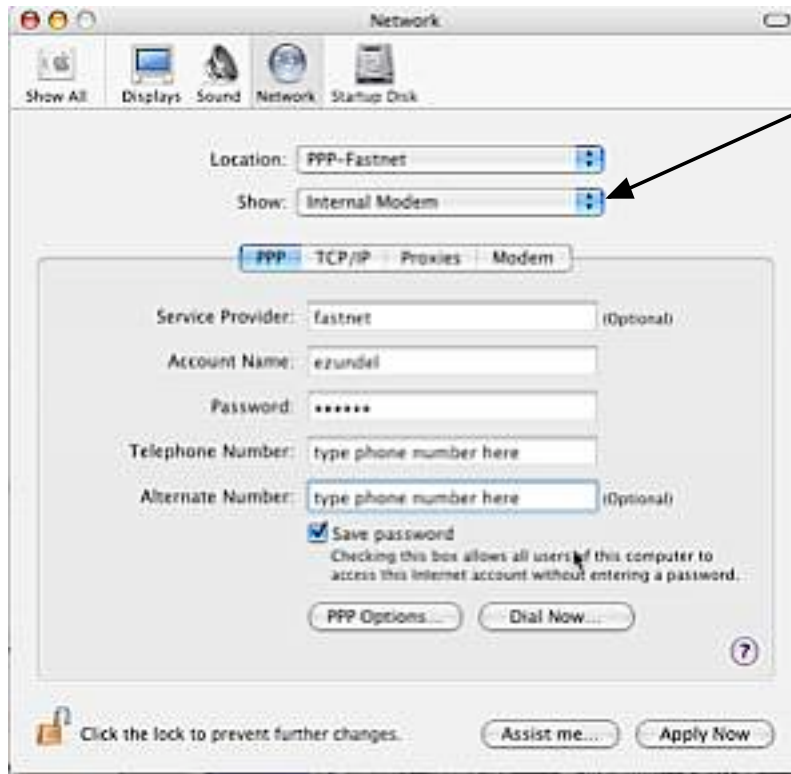 Network
Show All Displays Sound Network Startup Disk
Location: PPP-Fastnet
Show: Internal Modem
PPP TCP/IP Proxies Modem
Service Provider: fastnet (Optional)
Account Name: ezundel
Password: ••••••
Telephone Number: type phone number here
Alternate Number: type phone number here (Optional)
Save password
Checking this box allows all users of this computer to
access this Internet account without entering a password.
PPP Options... Dial Now...
?
Click the lock to prevent further changes. Assist me... Apply Now